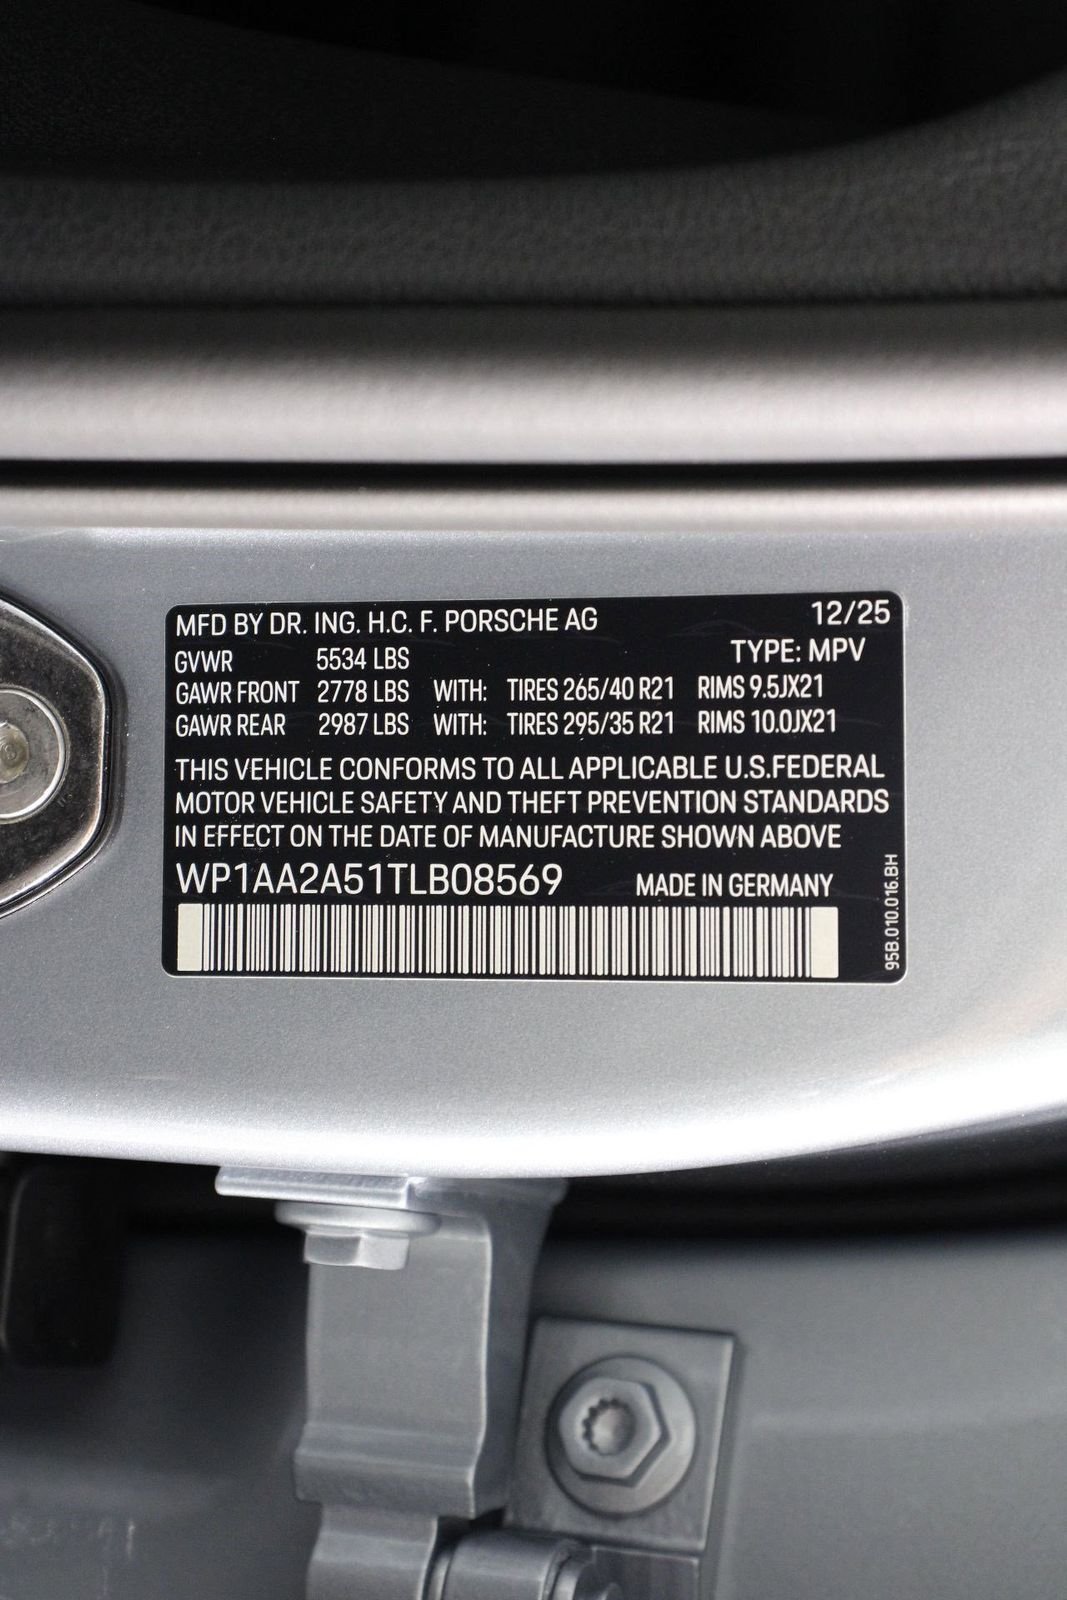 MFD BY DR. ING. H.C. F. PORSCHE AG 12/25
GVWR 5534 LBS TYPE: MPV
GAWR FRONT 2778 LBS WITH: TIRES 265/40 R21 RIMS 9.5JX21
GAWR REAR 2987 LBS WITH: TIRES 295/35 R21 RIMS 10.0JX21
THIS VEHICLE CONFORMS TO ALL APPLICABLE U.S.FEDERAL
MOTOR VEHICLE SAFETY AND THEFT PREVENTION STANDARDS
IN EFFECT ON THE DATE OF MANUFACTURE SHOWN ABOVE
WP1AA2A51TLB08569 MADE IN GERMANY
95B.010.016.BH